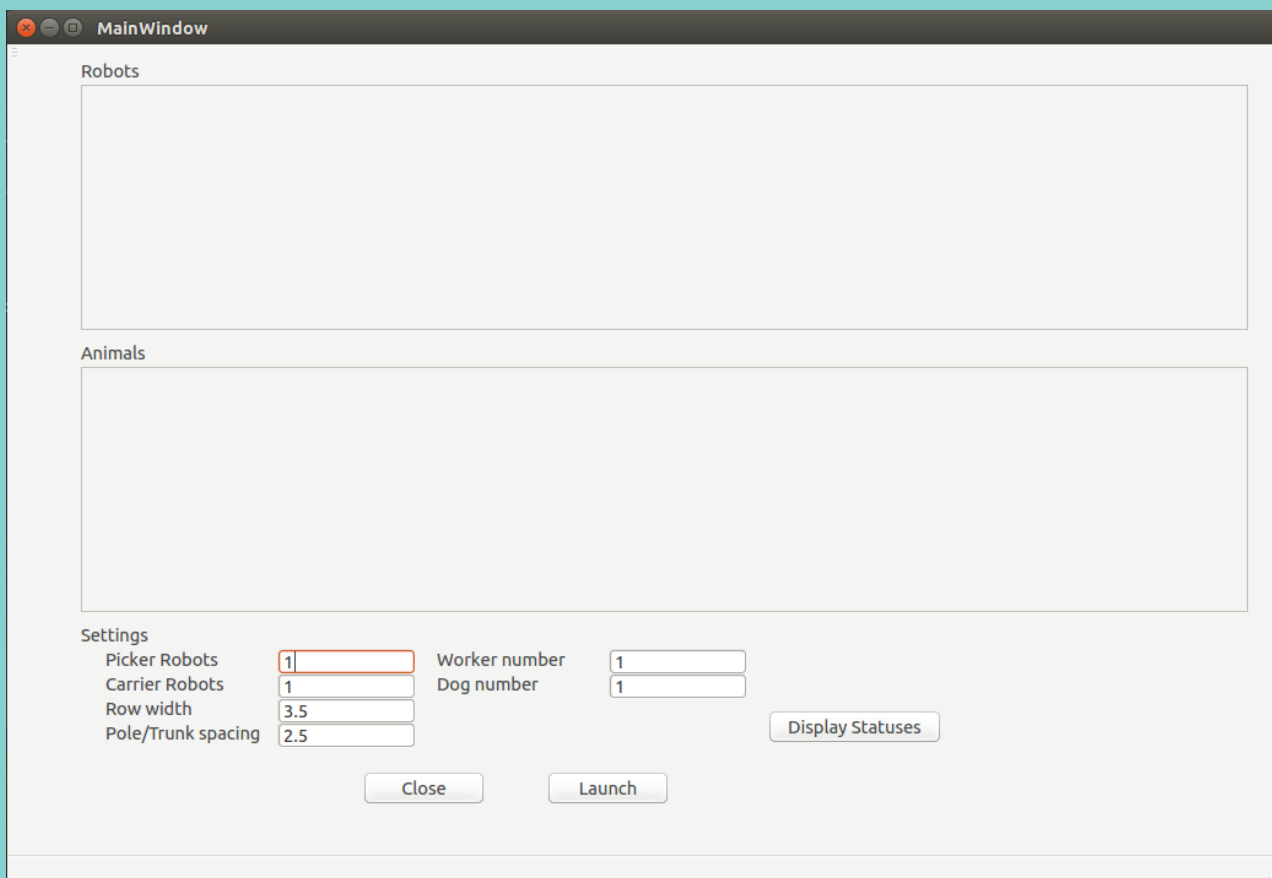 MainWindow
Robots
Animals
Settings
Picker Robots 1 Worker number 1
Carrier Robots 1 Dog number 1
Row width 3.5
Pole/Trunk spacing 2.5
Display Statuses
Close Launch